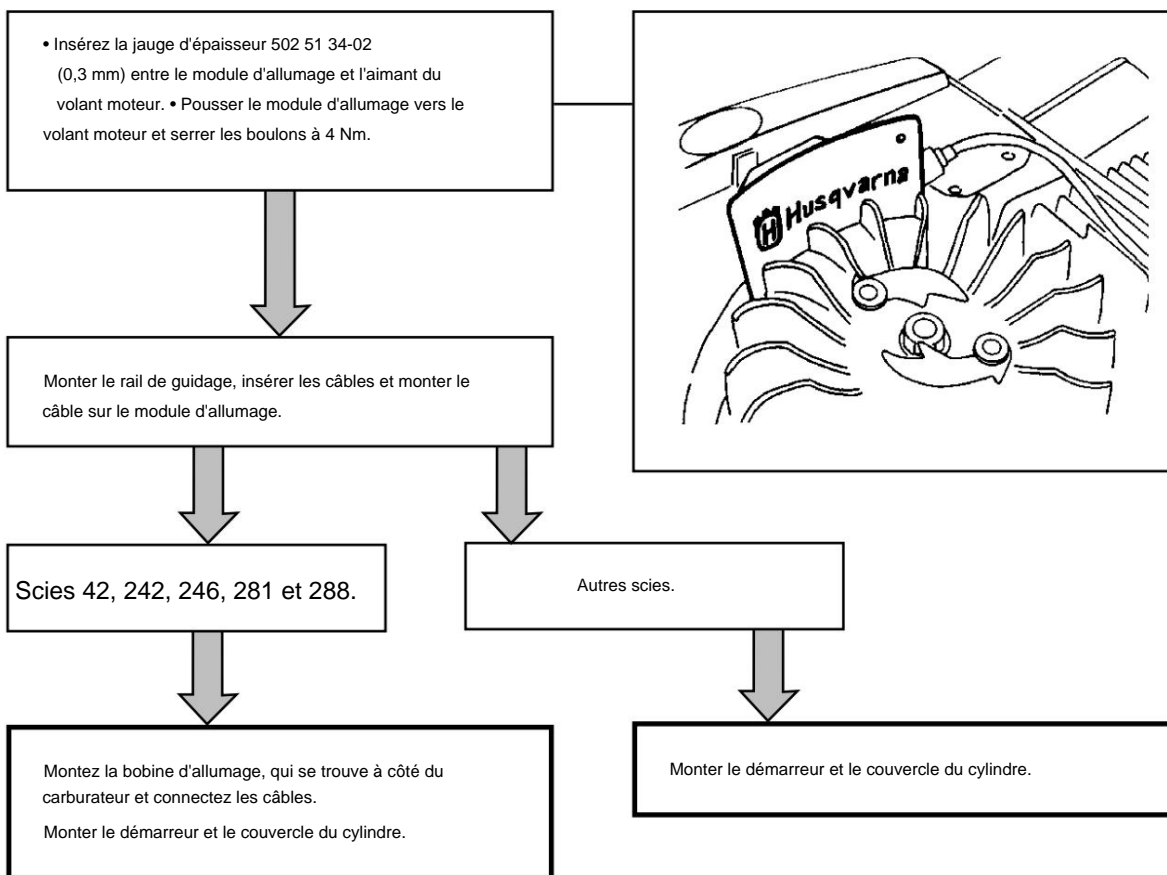 • Insérez la jauge d'épaisseur 502 51 34-02
(0,3 mm) entre le module d'allumage et l'aimant du
volant moteur. • Pousser le module d'allumage vers le
volant moteur et serrer les boulons à 4 Nm.
H Husqvarna
Monter le rail de guidage, insérer les câbles et monter le
câble sur le module d'allumage.
Scies 42, 242, 246, 281 et 288.
Autres scies.
Montez la bobine d'allumage, qui se trouve à côté du
carburateur et connectez les câbles.
Monter le démarreur et le couvercle du cylindre.
Monter le démarreur et le couvercle du cylindre.